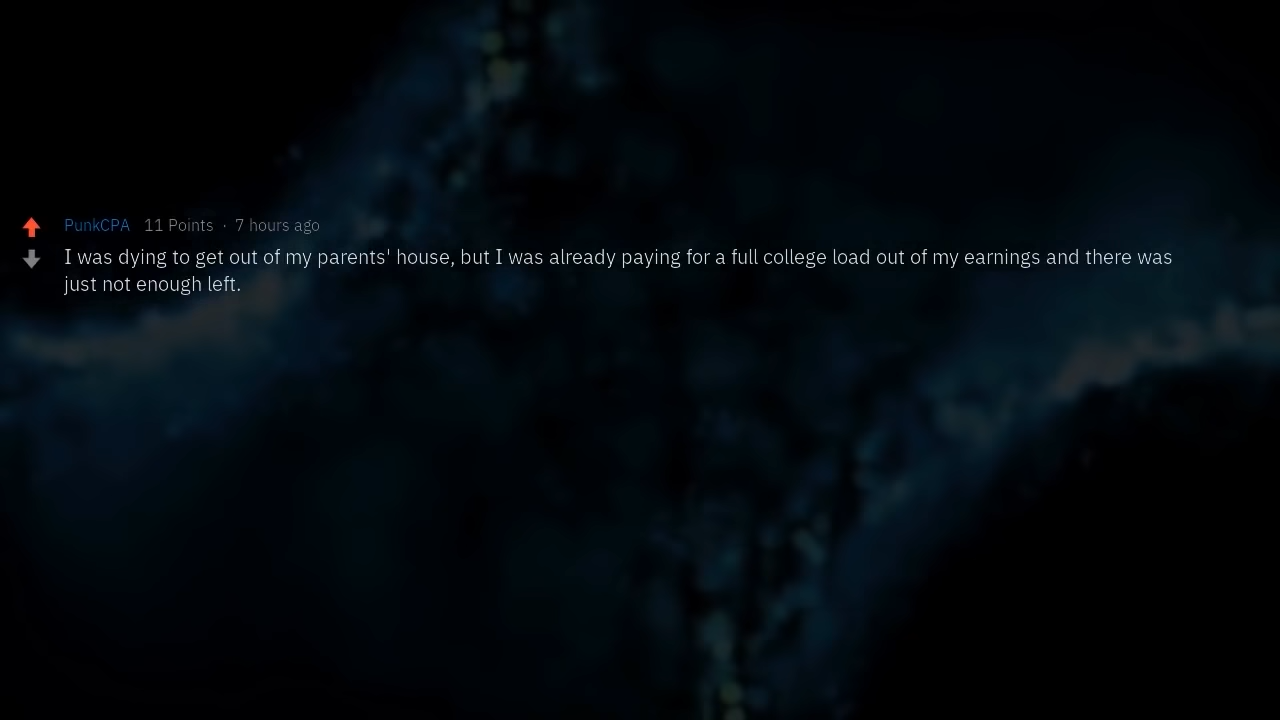 PunkCPA 11 Points · 7 hours ago
I was dying to get out of my parents' house, but I was already paying for a full college load out of my earnings and there was
just not enough left.